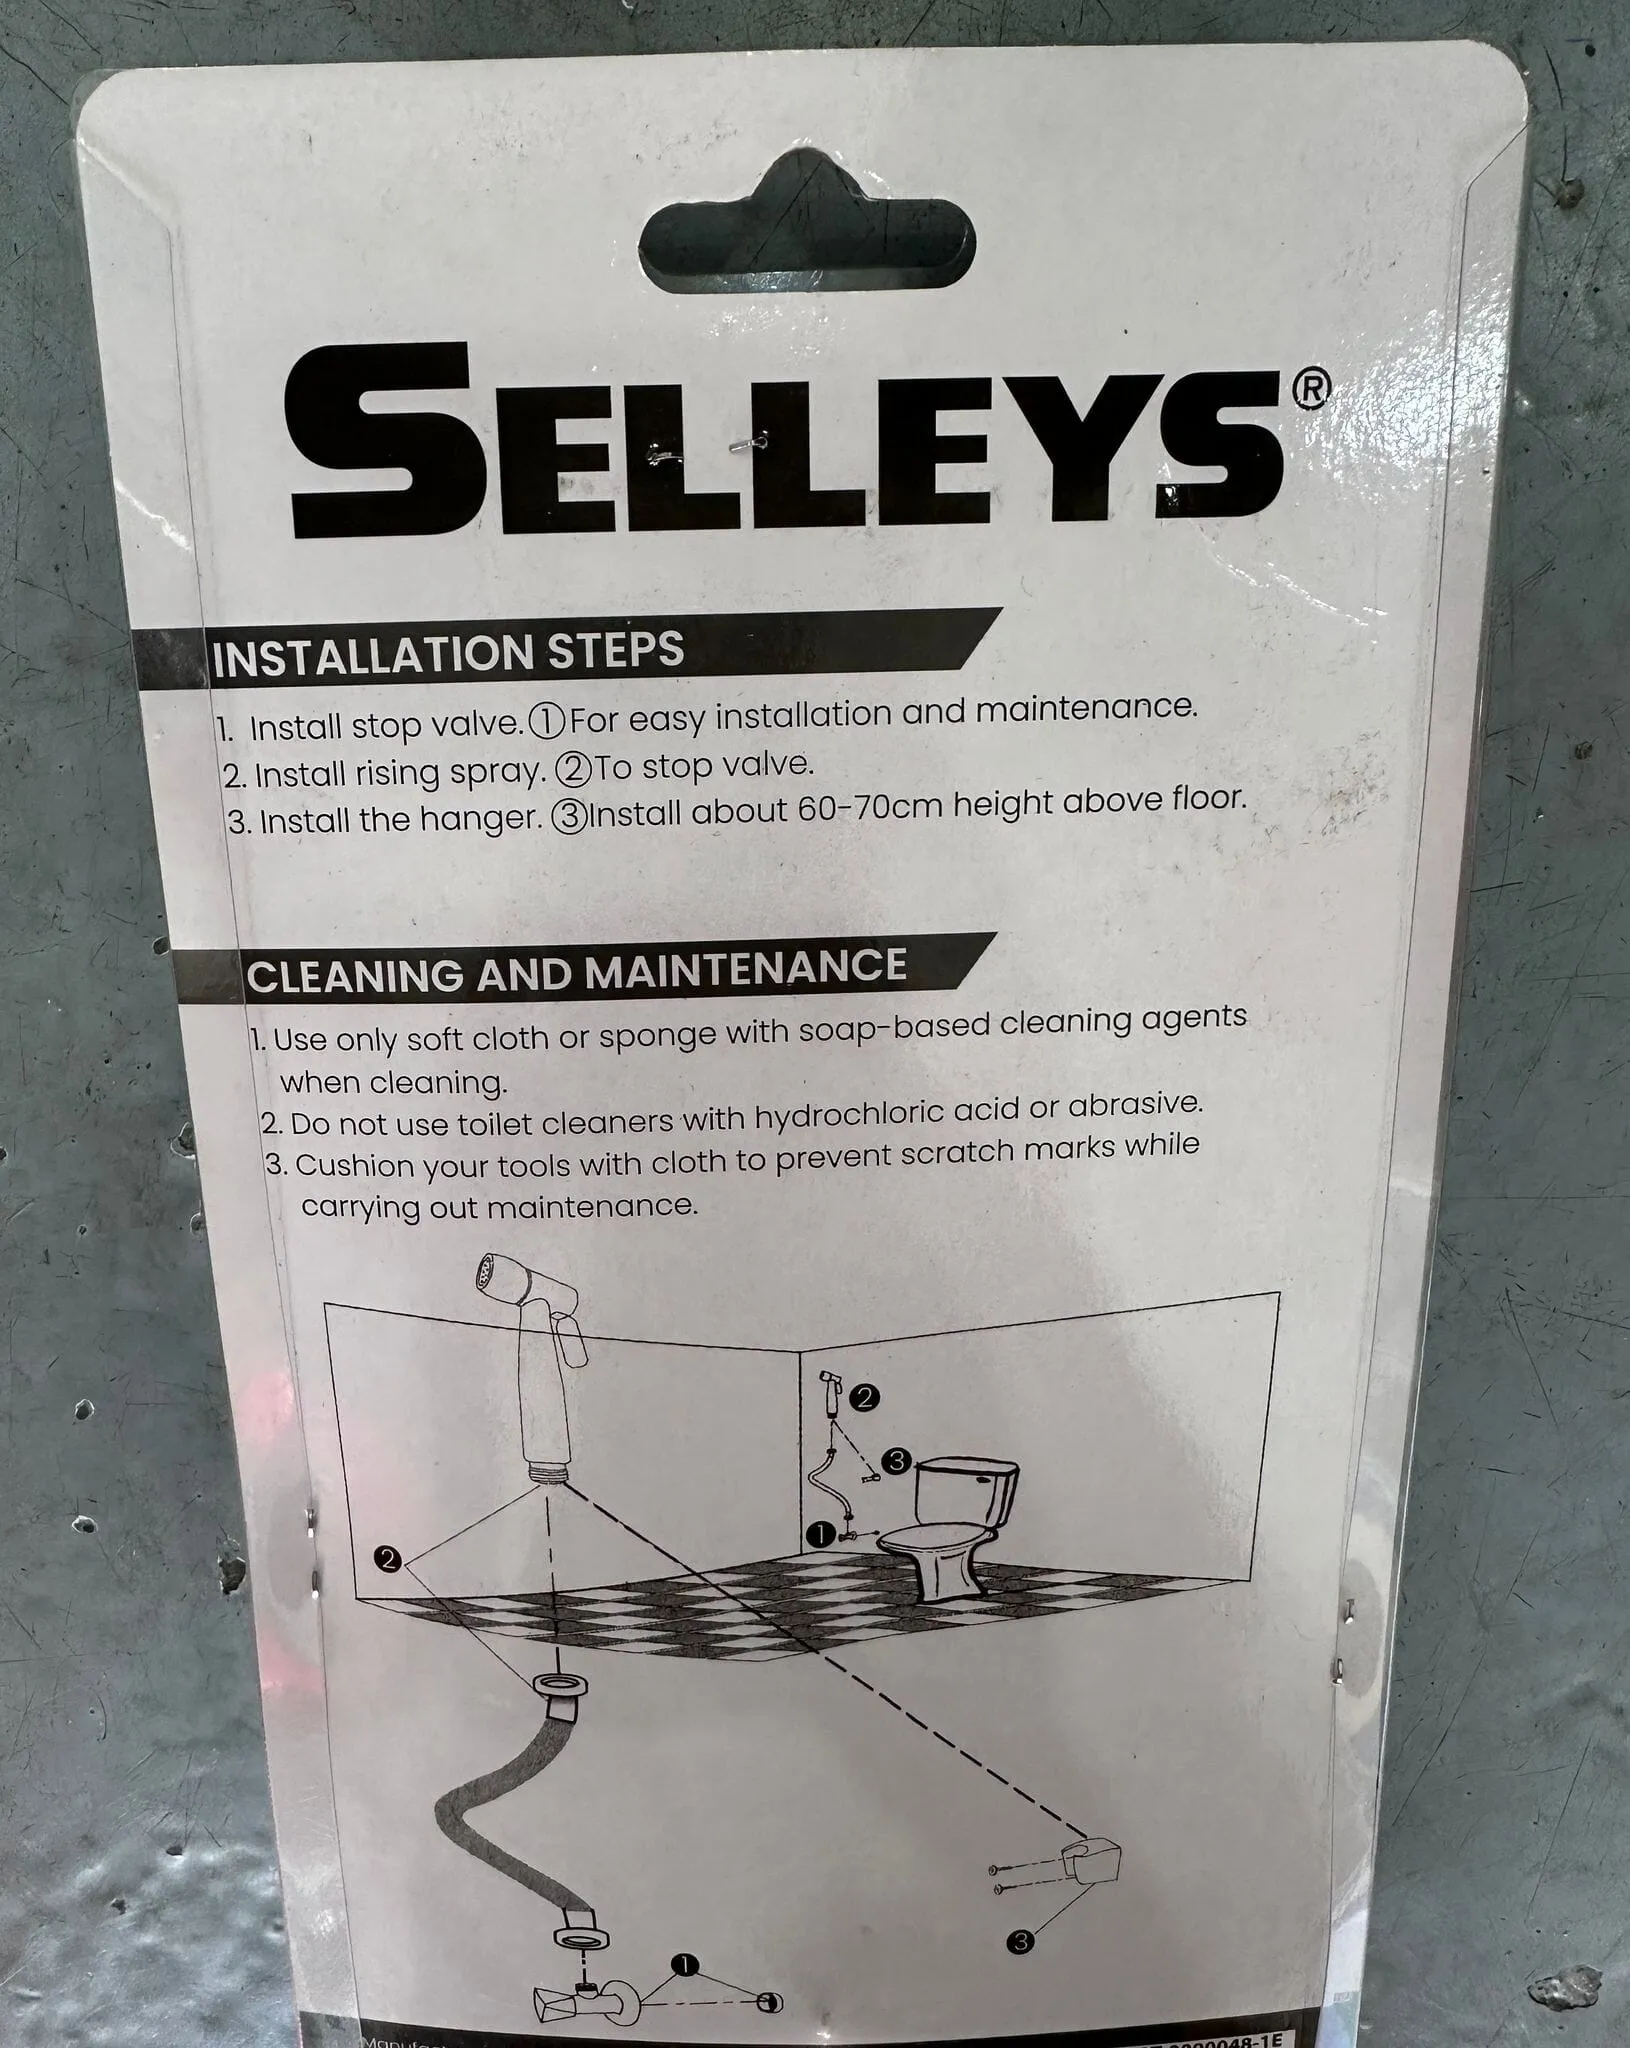 SELLEYS®
INSTALLATION STEPS
1. Install stop valve. ①For easy installation and maintenance.
2. Install rising spray. ②To stop valve.
3. Install the hanger. ③Install about 60-70cm height above floor.
CLEANING AND MAINTENANCE
1. Use only soft cloth or sponge with soap-based cleaning agents
when cleaning.
2. Do not use toilet cleaners with hydrochloric acid or abrasive.
3. Cushion your tools with cloth to prevent scratch marks while
carrying out maintenance.
2
3
1
2
3
1